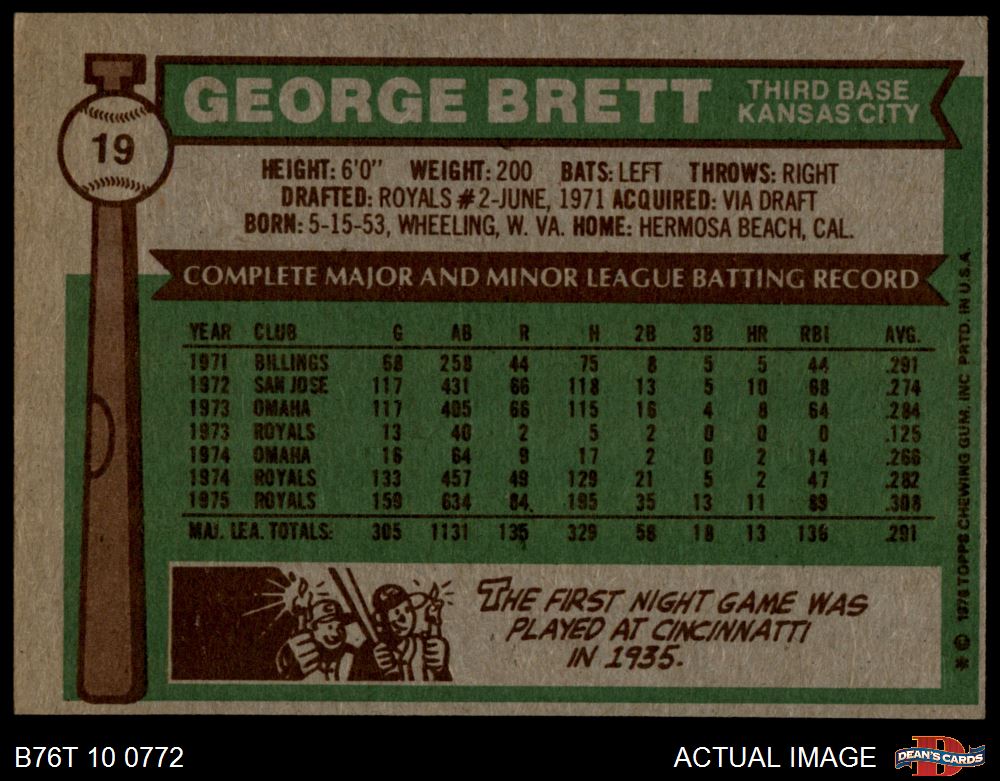 19
GEORGE BRETT
THIRD BASE
KANSAS CITY
HEIGHT: 6'0" WEIGHT: 200 BATS: LEFT THROWS: RIGHT
DRAFTED: ROYALS #2-JUNE, 1971 ACQUIRED: VIA DRAFT
BORN: 5-15-53, WHEELING, W. VA. HOME: HERMOSA BEACH, CAL.
COMPLETE MAJOR AND MINOR LEAGUE BATTING RECORD
YEAR CLUB G AB R H 2B 3B HR RBI AVG.
1971 BILLINGS 68 258 44 75 8 5 5 44 .291
1972 SAN JOSE 117 431 66 118 13 5 10 68 .274
1973 OMAHA 117 405 66 115 16 4 8 64 .284
1973 ROYALS 13 40 2 5 2 0 0 0 .125
1974 OMAHA 16 64 9 17 2 0 2 14 .266
1974 ROYALS 133 457 49 129 21 5 2 47 .282
1975 ROYALS 159 634 84 195 35 13 11 89 .308
MAJ. LEA. TOTALS: 305 1131 135 329 58 18 13 136 .291
THE FIRST NIGHT GAME WAS
PLAYED AT CINCINNATTI
IN 1935.
* © 1976 TOPPS CHEWING GUM, INC. PRTD. IN U.S.A.
B76T 10 0772
ACTUAL IMAGE
D
DEAN'S CARDS